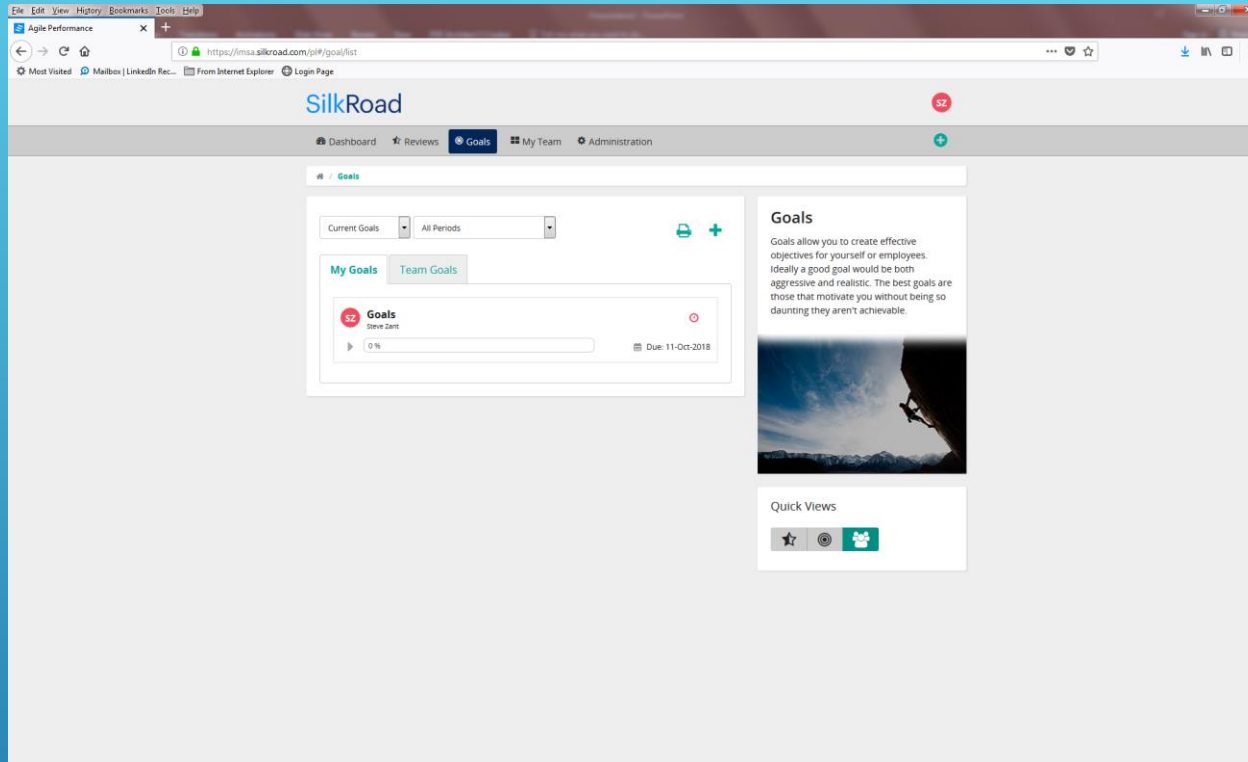 File Edit View History Bookmarks Tools Help
Agile Performance
https://imsa.silkroad.com/pl#/goal/list
Most Visited Mailbox | LinkedIn Rec... From Internet Explorer Login Page
SilkRoad
SZ
Dashboard Reviews Goals My Team Administration
/ Goals
Current Goals All Periods
My Goals Team Goals
SZ Goals
Steve Zant
0 % Due: 11-Oct-2018
Goals
Goals allow you to create effective
objectives for yourself or employees.
Ideally a good goal would be both
aggressive and realistic. The best goals are
those that motivate you without being so
daunting they aren't achievable.
Quick Views